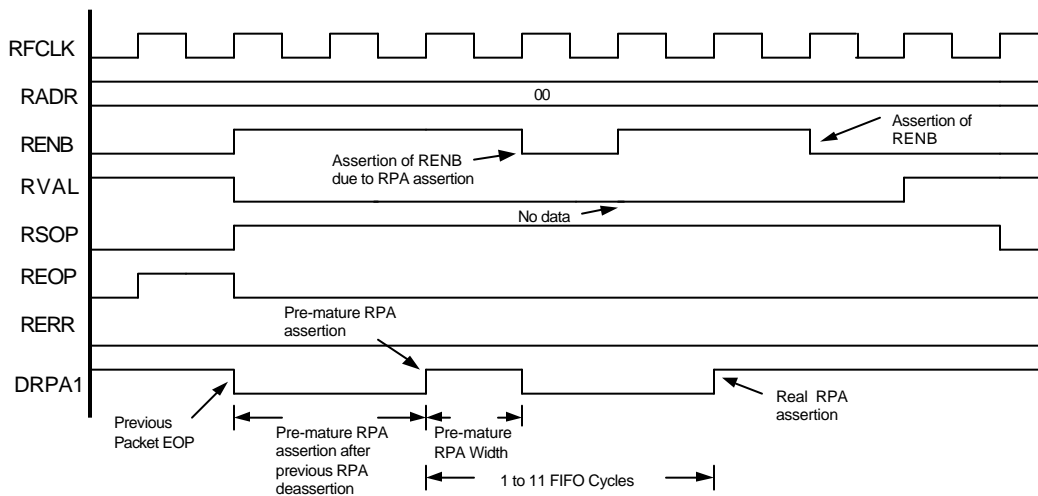 RFCLK
RADR
00
RENB
Assertion of
RENB
Assertion of RENB
due to RPA assertion
RVAL
No data
RSOP
REOP
Pre-mature RPA
assertion
RERR
DRPA1
Previous
Packet EOP
Real RPA
assertion
Pre-mature RPA
assertion after
previous RPA
deassertion
Pre-mature
RPA Width
1 to 11 FIFO Cycles